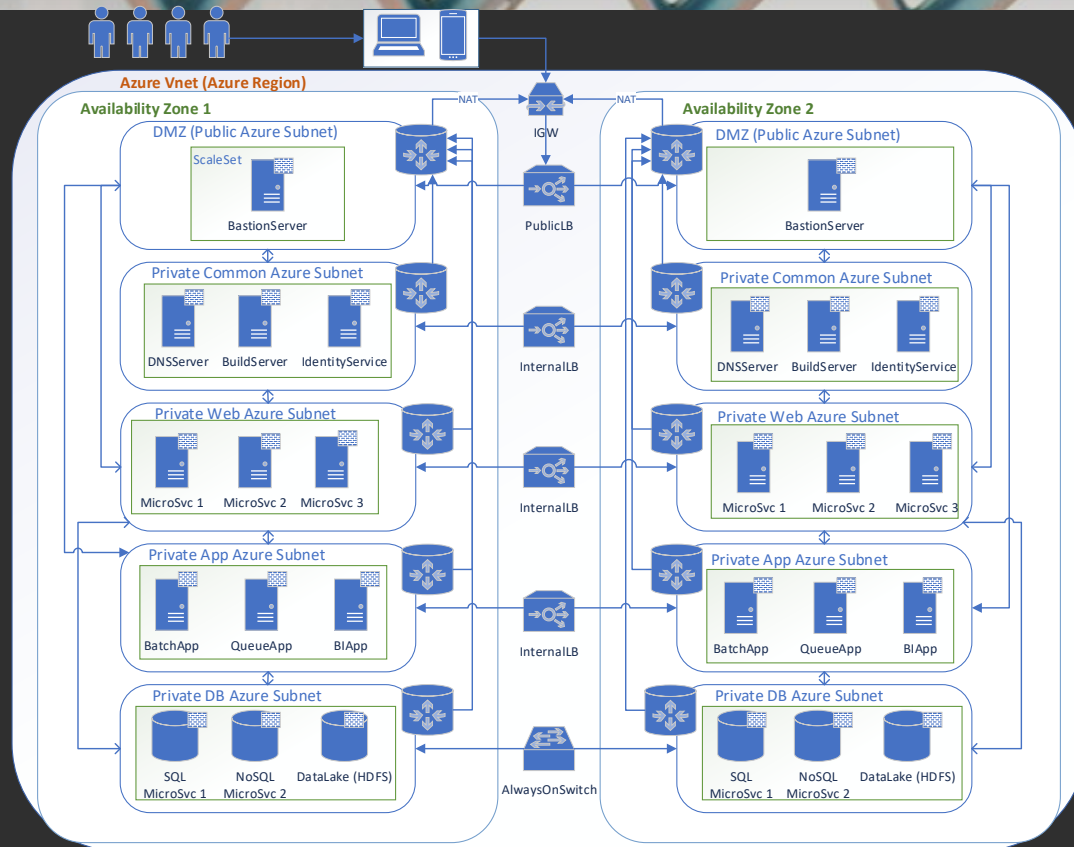 Azure Vnet (Azure Region)
Availability Zone 1
NAT
IGW
NAT
Availability Zone 2
DMZ (Public Azure Subnet)
ScaleSet
BastionServer
PublicLB
DMZ (Public Azure Subnet)
BastionServer
Private Common Azure Subnet
DNSServer
BuildServer
IdentityService
InternalLB
Private Common Azure Subnet
DNSServer
BuildServer
IdentityService
Private Web Azure Subnet
MicroSvc 1
MicroSvc 2
MicroSvc 3
InternalLB
Private Web Azure Subnet
MicroSvc 1
MicroSvc 2
MicroSvc 3
Private App Azure Subnet
BatchApp
QueueApp
BIApp
InternalLB
Private App Azure Subnet
BatchApp
QueueApp
BIApp
Private DB Azure Subnet
SQL
MicroSvc 1
NoSQL
MicroSvc 2
DataLake (HDFS)
AlwaysOnSwitch
Private DB Azure Subnet
SQL
MicroSvc 1
NoSQL
MicroSvc 2
DataLake (HDFS)